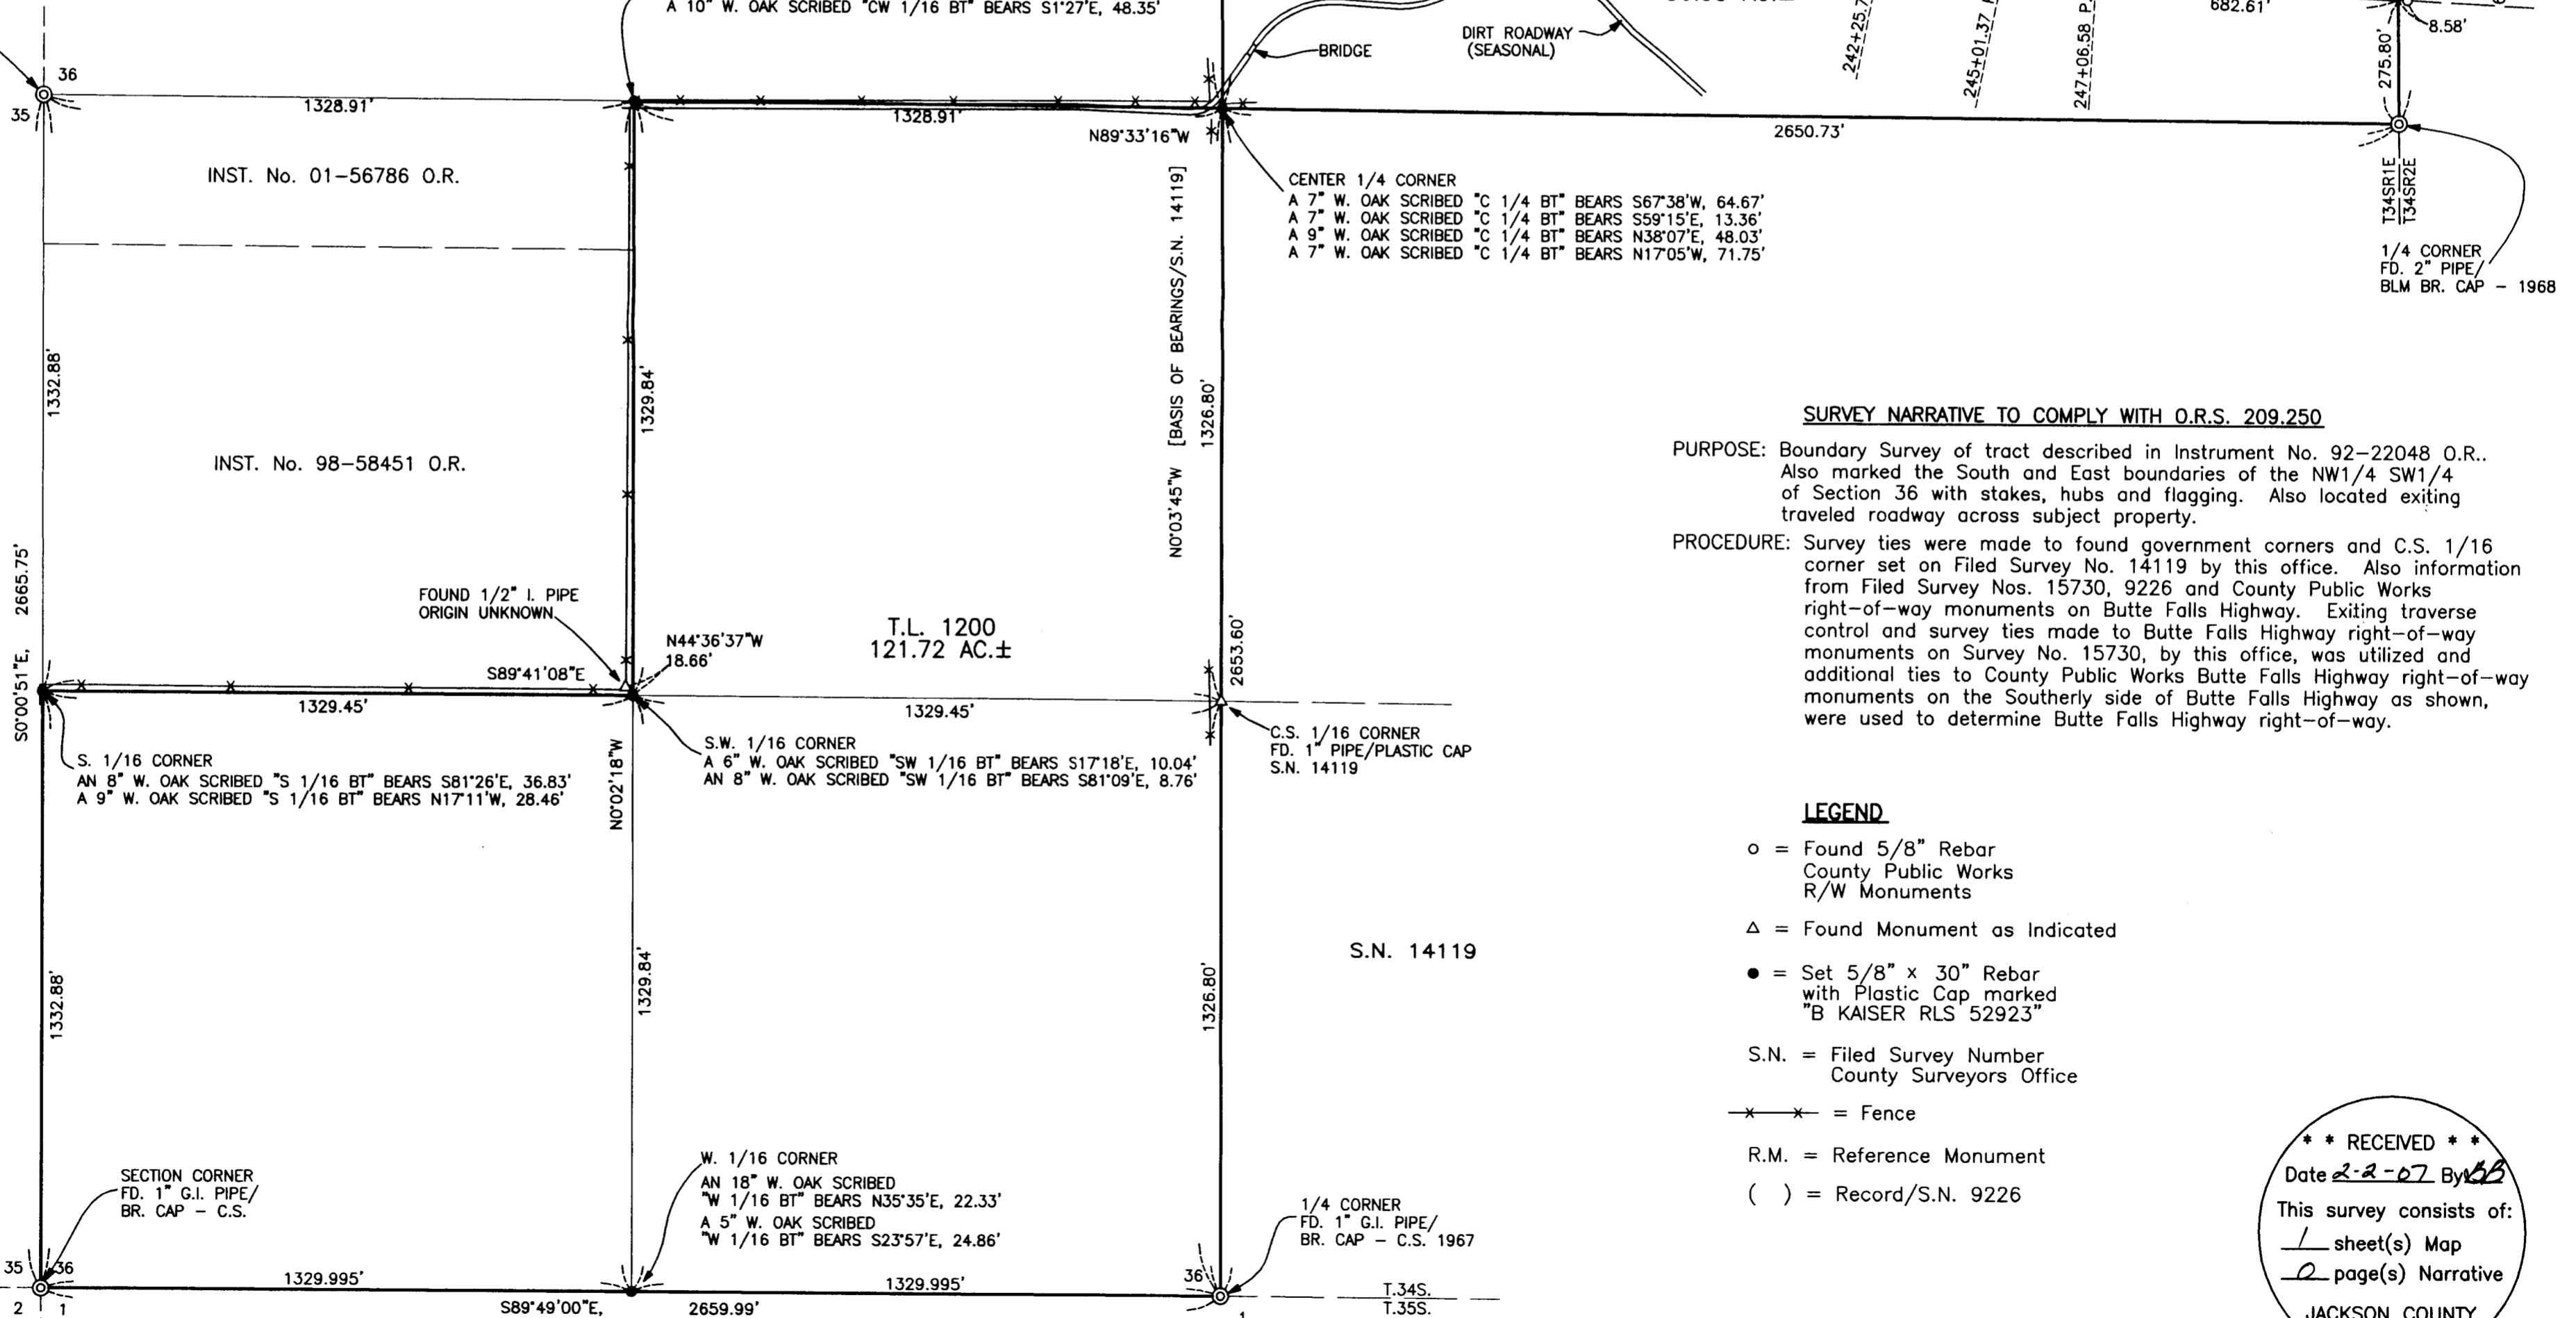 A 10" W. OAK SCRIBED "CW 1/16 BT" BEARS S1°27'E, 48.35'
36
35
1328.91'
1328.91'
N89°33'16"W
BRIDGE
DIRT ROADWAY
(SEASONAL)
242+25.7
245+01.37
247+06.58 P.
682.61'
8.58'
275.80'
2650.73'
T34SR1E
T34SR2E
1/4 CORNER
FD. 2" PIPE/
BLM BR. CAP - 1968
INST. No. 01-56786 O.R.
CENTER 1/4 CORNER
A 7" W. OAK SCRIBED "C 1/4 BT" BEARS S67°38'W, 64.67'
A 7" W. OAK SCRIBED "C 1/4 BT" BEARS S59°15'E, 13.36'
A 9" W. OAK SCRIBED "C 1/4 BT" BEARS N38°07'E, 48.03'
A 7" W. OAK SCRIBED "C 1/4 BT" BEARS N17°05'W, 71.75'
1332.88'
1329.84'
N0°03'45"W [BASIS OF BEARINGS/S.N. 14119]
1326.80'
INST. No. 98-58451 O.R.
S0°00'51"E, 2665.75'
FOUND 1/2" I. PIPE
ORIGIN UNKNOWN
N44°36'37"W
18.66'
T.L. 1200
121.72 AC.±
2653.60'
S89°41'08"E
1329.45'
1329.45'
S. 1/16 CORNER
AN 8" W. OAK SCRIBED "S 1/16 BT" BEARS S81°26'E, 36.83'
A 9" W. OAK SCRIBED "S 1/16 BT" BEARS N17°11'W, 28.46'
N0°02'18"W
S.W. 1/16 CORNER
A 6" W. OAK SCRIBED "SW 1/16 BT" BEARS S17°18'E, 10.04'
AN 8" W. OAK SCRIBED "SW 1/16 BT" BEARS S81°09'E, 8.76'
C.S. 1/16 CORNER
FD. 1" PIPE/PLASTIC CAP
S.N. 14119
1332.88'
1329.84'
1326.80'
S.N. 14119
SECTION CORNER
FD. 1" G.I. PIPE/
BR. CAP - C.S.
W. 1/16 CORNER
AN 18" W. OAK SCRIBED
"W 1/16 BT" BEARS N35°35'E, 22.33'
A 5" W. OAK SCRIBED
"W 1/16 BT" BEARS S23°57'E, 24.86'
1/4 CORNER
FD. 1" G.I. PIPE/
BR. CAP - C.S. 1967
35
36
2
1
1329.995'
1329.995'
S89°49'00"E, 2659.99'
36
1
T.34S.
T.35S.
SURVEY NARRATIVE TO COMPLY WITH O.R.S. 209.250
PURPOSE: Boundary Survey of tract described in Instrument No. 92-22048 O.R..
Also marked the South and East boundaries of the NW1/4 SW1/4
of Section 36 with stakes, hubs and flagging. Also located exiting
traveled roadway across subject property.
PROCEDURE: Survey ties were made to found government corners and C.S. 1/16
corner set on Filed Survey No. 14119 by this office. Also information
from Filed Survey Nos. 15730, 9226 and County Public Works
right-of-way monuments on Butte Falls Highway. Exiting traverse
control and survey ties made to Butte Falls Highway right-of-way
monuments on Survey No. 15730, by this office, was utilized and
additional ties to County Public Works Butte Falls Highway right-of-way
monuments on the Southerly side of Butte Falls Highway as shown,
were used to determine Butte Falls Highway right-of-way.
LEGEND
= Found 5/8" Rebar
County Public Works
R/W Monuments
= Found Monument as Indicated
= Set 5/8" x 30" Rebar
with Plastic Cap marked
"B KAISER RLS 52923"
S.N. = Filed Survey Number
County Surveyors Office
= Fence
R.M. = Reference Monument
( ) = Record/S.N. 9226
* * RECEIVED * *
Date 2-2-07 By BB
This survey consists of:
1 sheet(s) Map
0 page(s) Narrative
JACKSON COUNTY